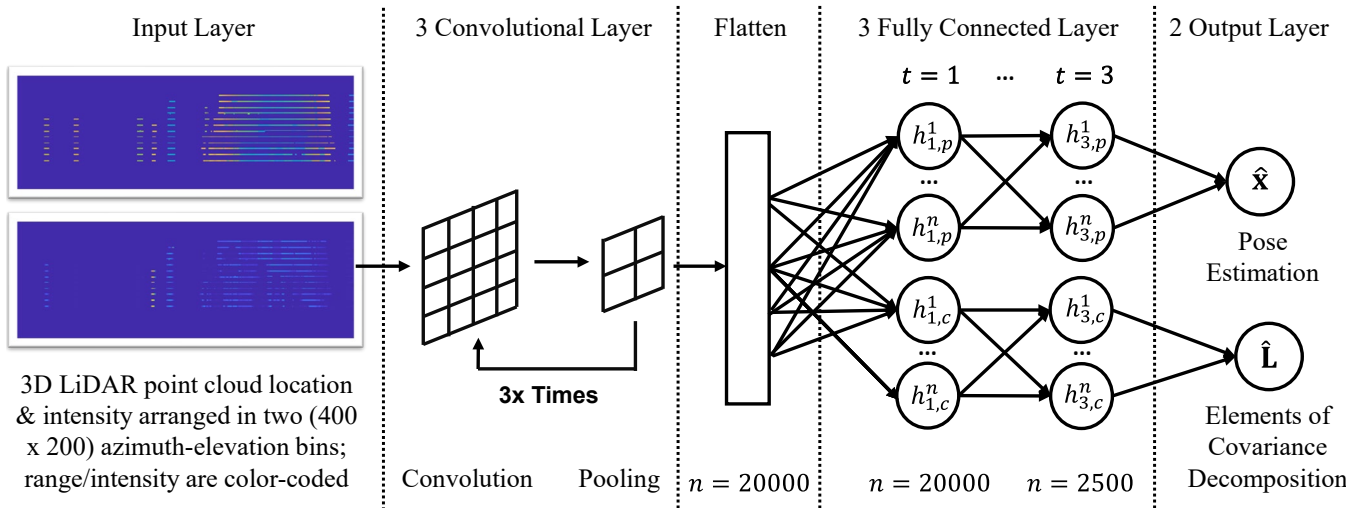 Input Layer
3 Convolutional Layer
Flatten
3 Fully Connected Layer
2 Output Layer
t = 1 ... t = 3
h^1_{1,p}
h^1_{3,p}
...
...
h^n_{1,p}
h^n_{3,p}
h^1_{1,c}
h^1_{3,c}
...
...
h^n_{1,c}
h^n_{3,c}
x̂
Pose
Estimation
L̂
Elements of
Covariance
Decomposition
3x Times
3D LiDAR point cloud location
& intensity arranged in two (400
x 200) azimuth-elevation bins;
range/intensity are color-coded
Convolution
Pooling
n = 20000
n = 20000
n = 2500